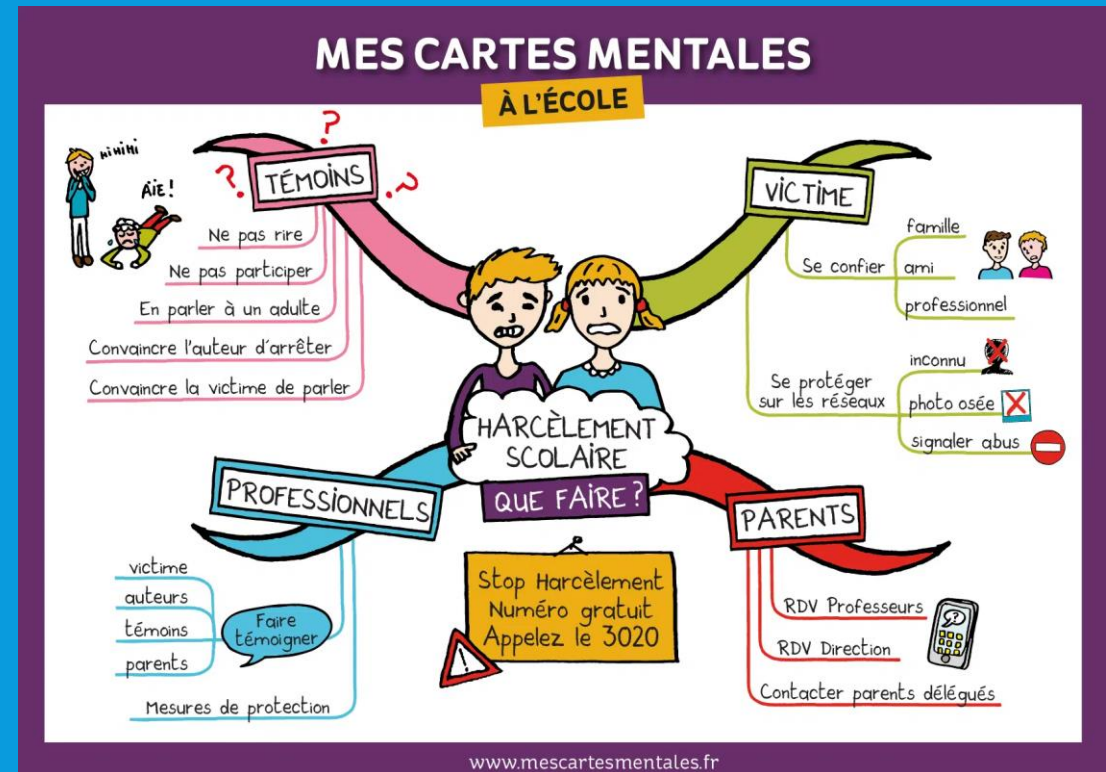 MES CARTES MENTALES
À L'ÉCOLE
TÉMOINS
?
?
?
HiHiHi
AÏE !
Ne pas rire
Ne pas participer
En parler à un adulte
Convaincre l'auteur d'arrêter
Convaincre la victime de parler
VICTIME
Se confier
famille
ami
professionnel
Se protéger
sur les réseaux
inconnu
photo osée
signaler abus
HARCÈLEMENT
SCOLAIRE
QUE FAIRE ?
PROFESSIONNELS
Faire
témoigner
victime
auteurs
témoins
parents
Mesures de protection
Stop Harcèlement
Numéro gratuit
Appelez le 3020
!
PARENTS
RDV Professeurs
RDV Direction
Contacter parents délégués
?
www.mescartesmentales.fr